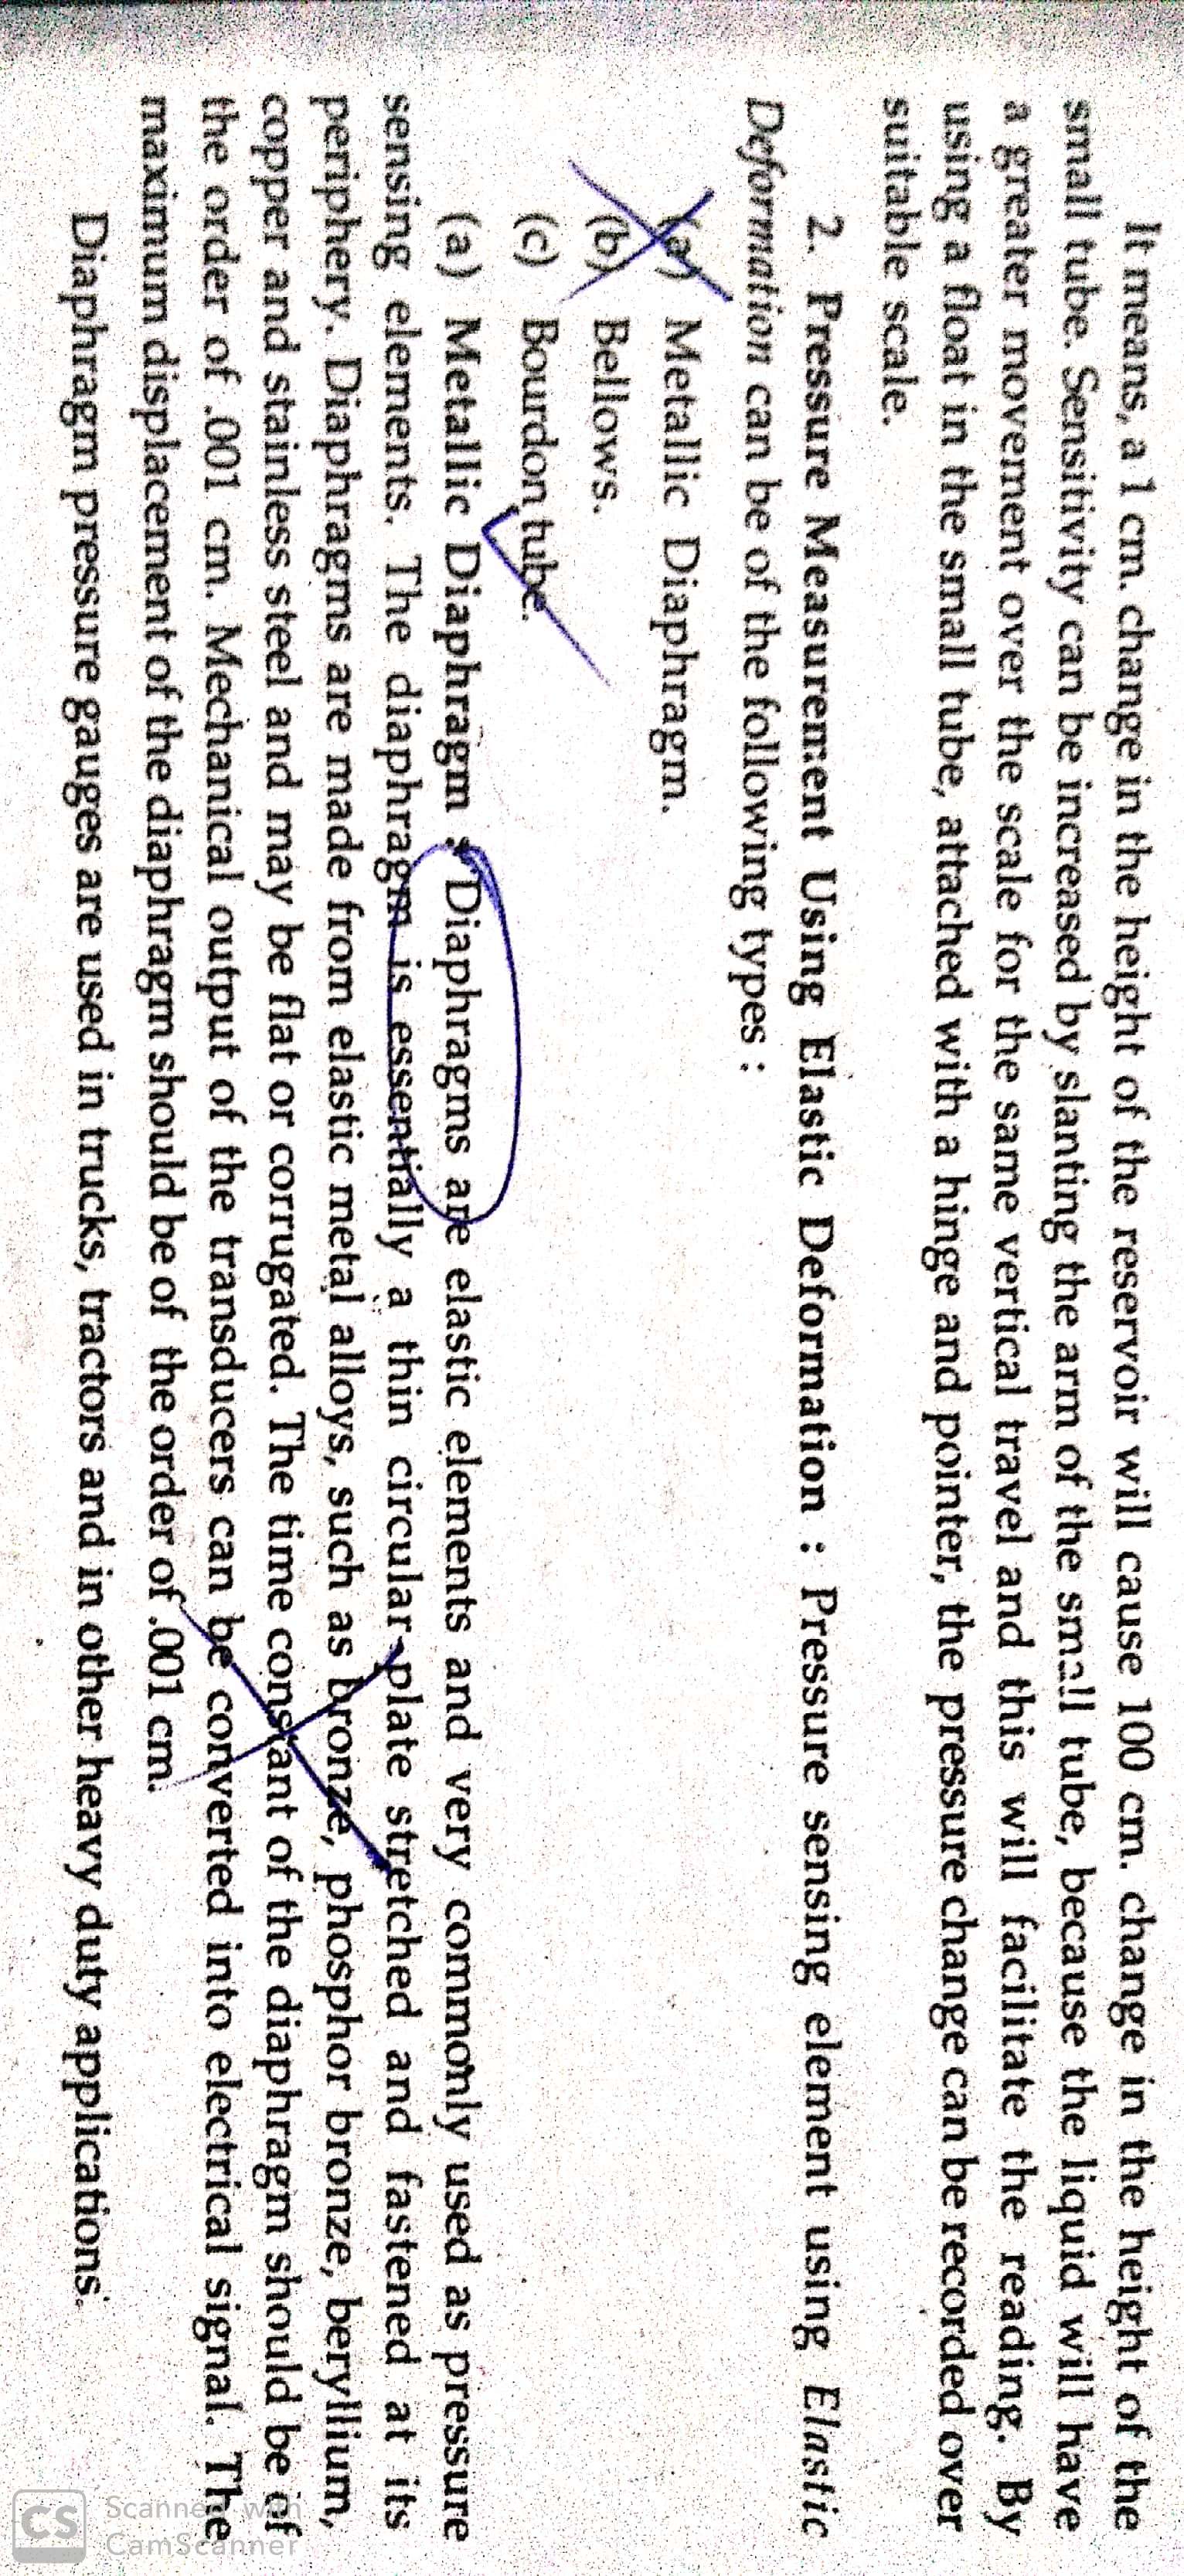 It means, a 1 cm. change in the height of the reservoir will cause 100 cm. change in the height of the
small tube. Sensitivity can be increased by slanting the arm of the small tube, because the liquid will have
a greater movement over the scale for the same vertical travel and this will facilitate the reading. By
using a float in the small tube, attached with a hinge and pointer, the pressure change can be recorded over
suitable scale.
2. Pressure Measurement Using Elastic Deformation : Pressure sensing element using Elastic
Deformation can be of the following types :
(a) Metallic Diaphragm.
(b) Bellows.
(c) Bourdon tube.
(a) Metallic Diaphragm : Diaphragms are elastic elements and very commonly used as pressure
sensing elements. The diaphragm is essentially a thin circular plate stretched and fastened at its
periphery. Diaphragms are made from elastic metal alloys, such as bronze, phosphor bronze, beryllium,
copper and stainless steel and may be flat or corrugated. The time constant of the diaphragm should be of
the order of .001 cm. Mechanical output of the transducers can be converted into electrical signal. The
maximum displacement of the diaphragm should be of the order of .001 cm.
Diaphragm pressure gauges are used in trucks, tractors and in other heavy duty applications.
CS
Scanned with
CamScanner